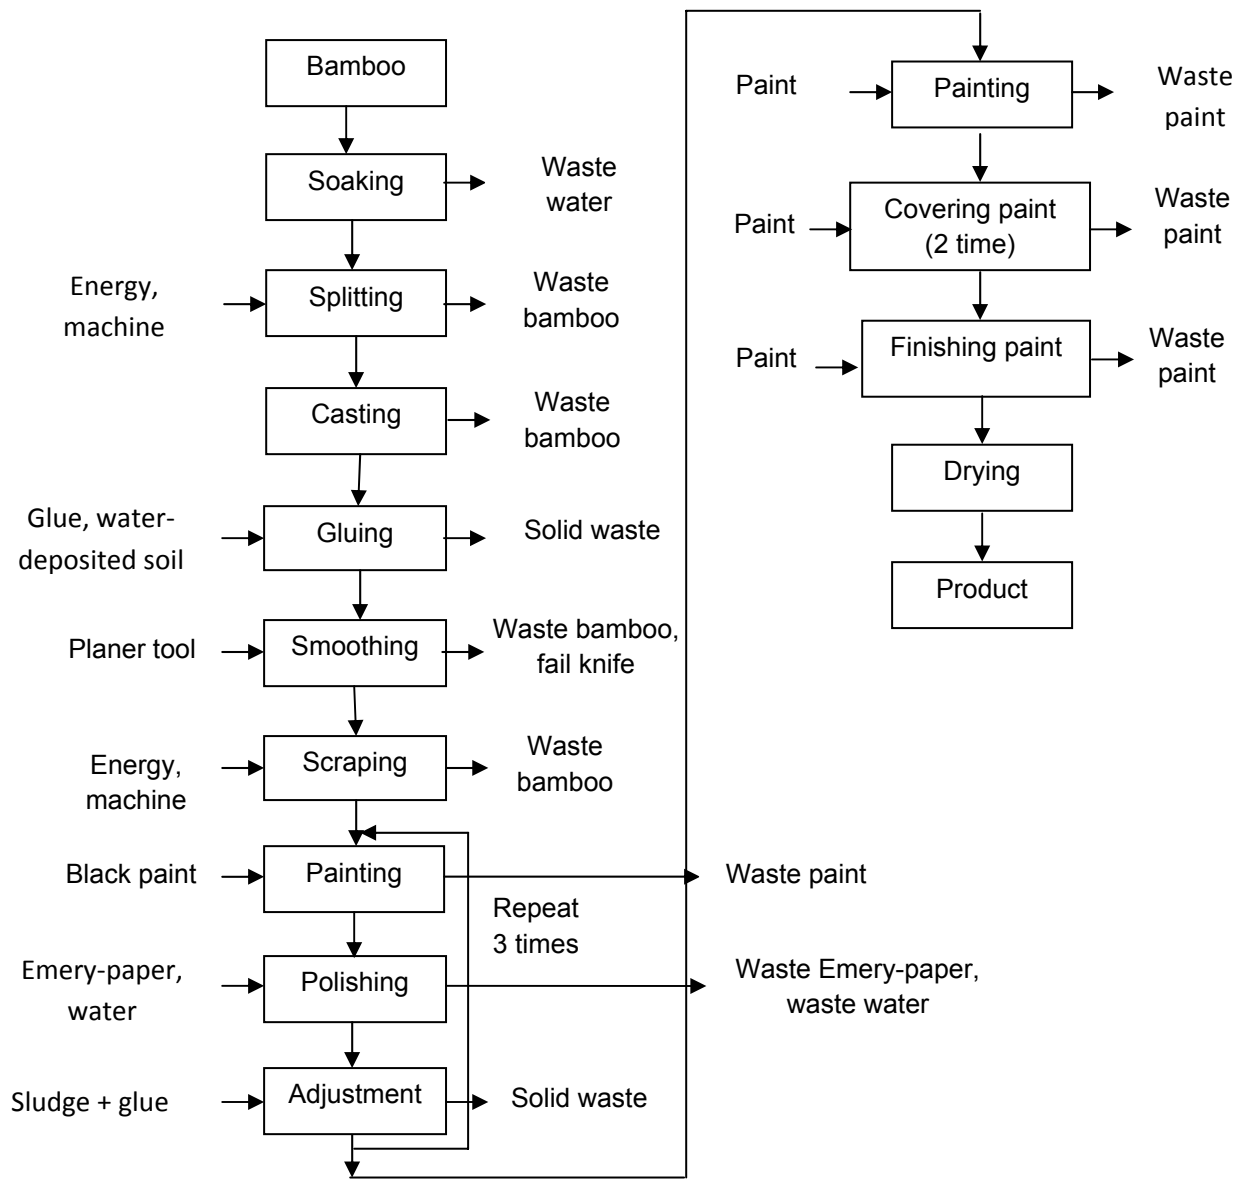 Bamboo
Soaking
Waste
water
Energy,
machine
Splitting
Waste
bamboo
Casting
Waste
bamboo
Glue, water-
deposited soil
Gluing
Solid waste
Planer tool
Smoothing
Waste bamboo,
fail knife
Energy,
machine
Scraping
Waste
bamboo
Black paint
Painting
Waste paint
Repeat
3 times
Emery-paper,
water
Polishing
Waste Emery-paper,
waste water
Sludge + glue
Adjustment
Solid waste
Paint
Painting
Waste
paint
Paint
Covering paint
(2 time)
Waste
paint
Paint
Finishing paint
Waste
paint
Drying
Product